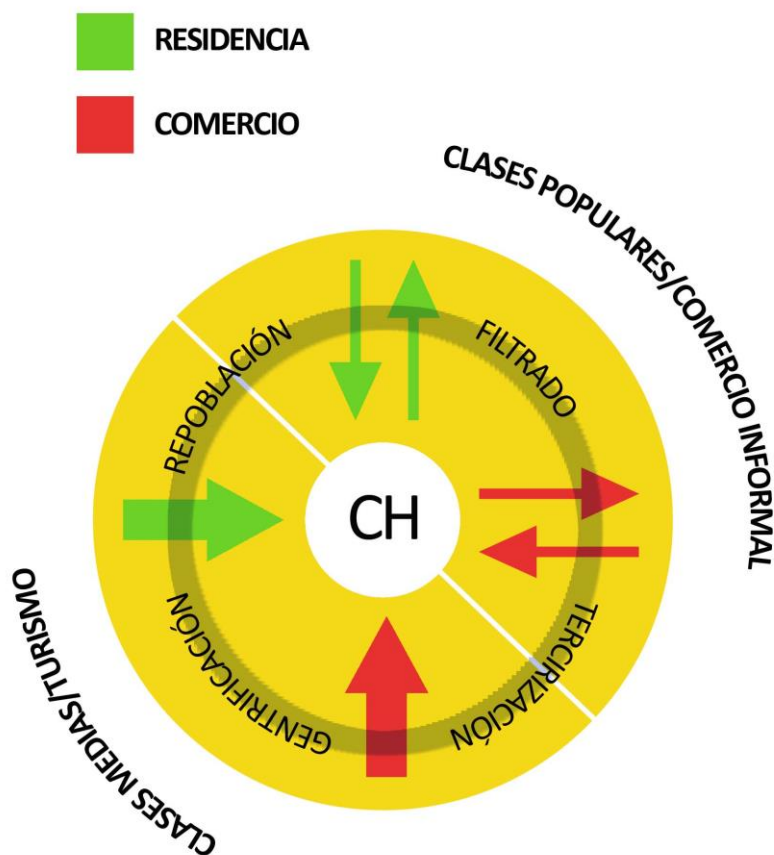 RESIDENCIA
COMERCIO
CLASES POPULARES/COMERCIO INFORMAL
REPOBLACIÓN
FILTRADO
CH
GENTRIFICACIÓN
TERCIRIZACIÓN
CLASES MEDIAS/TURISMO